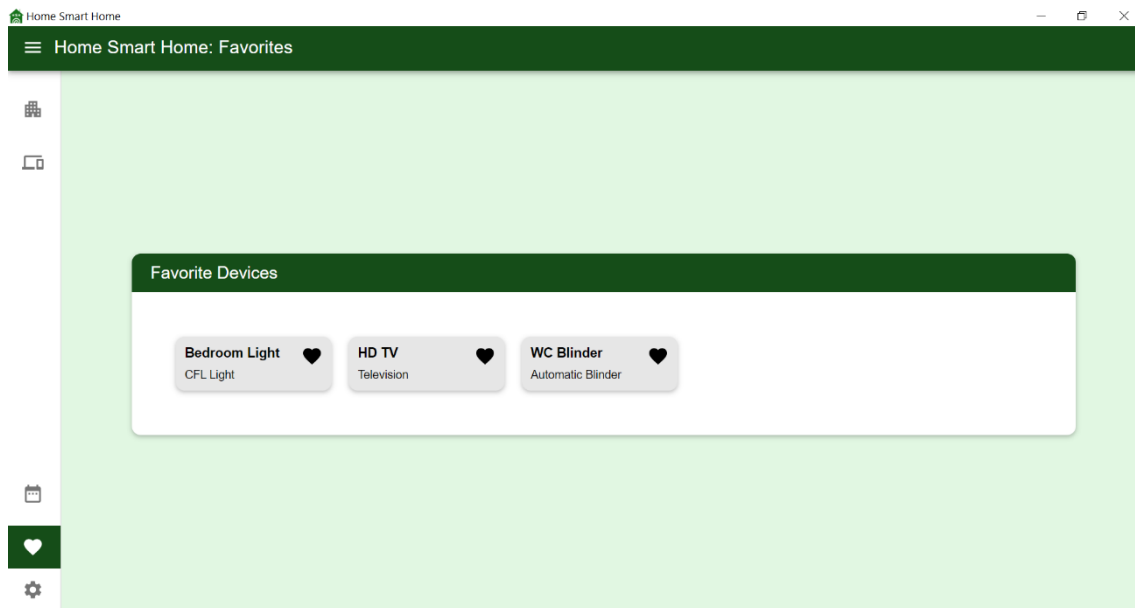 Home Smart Home
Home Smart Home: Favorites
Favorite Devices
Bedroom Light
CFL Light
HD TV
Television
WC Blinder
Automatic Blinder